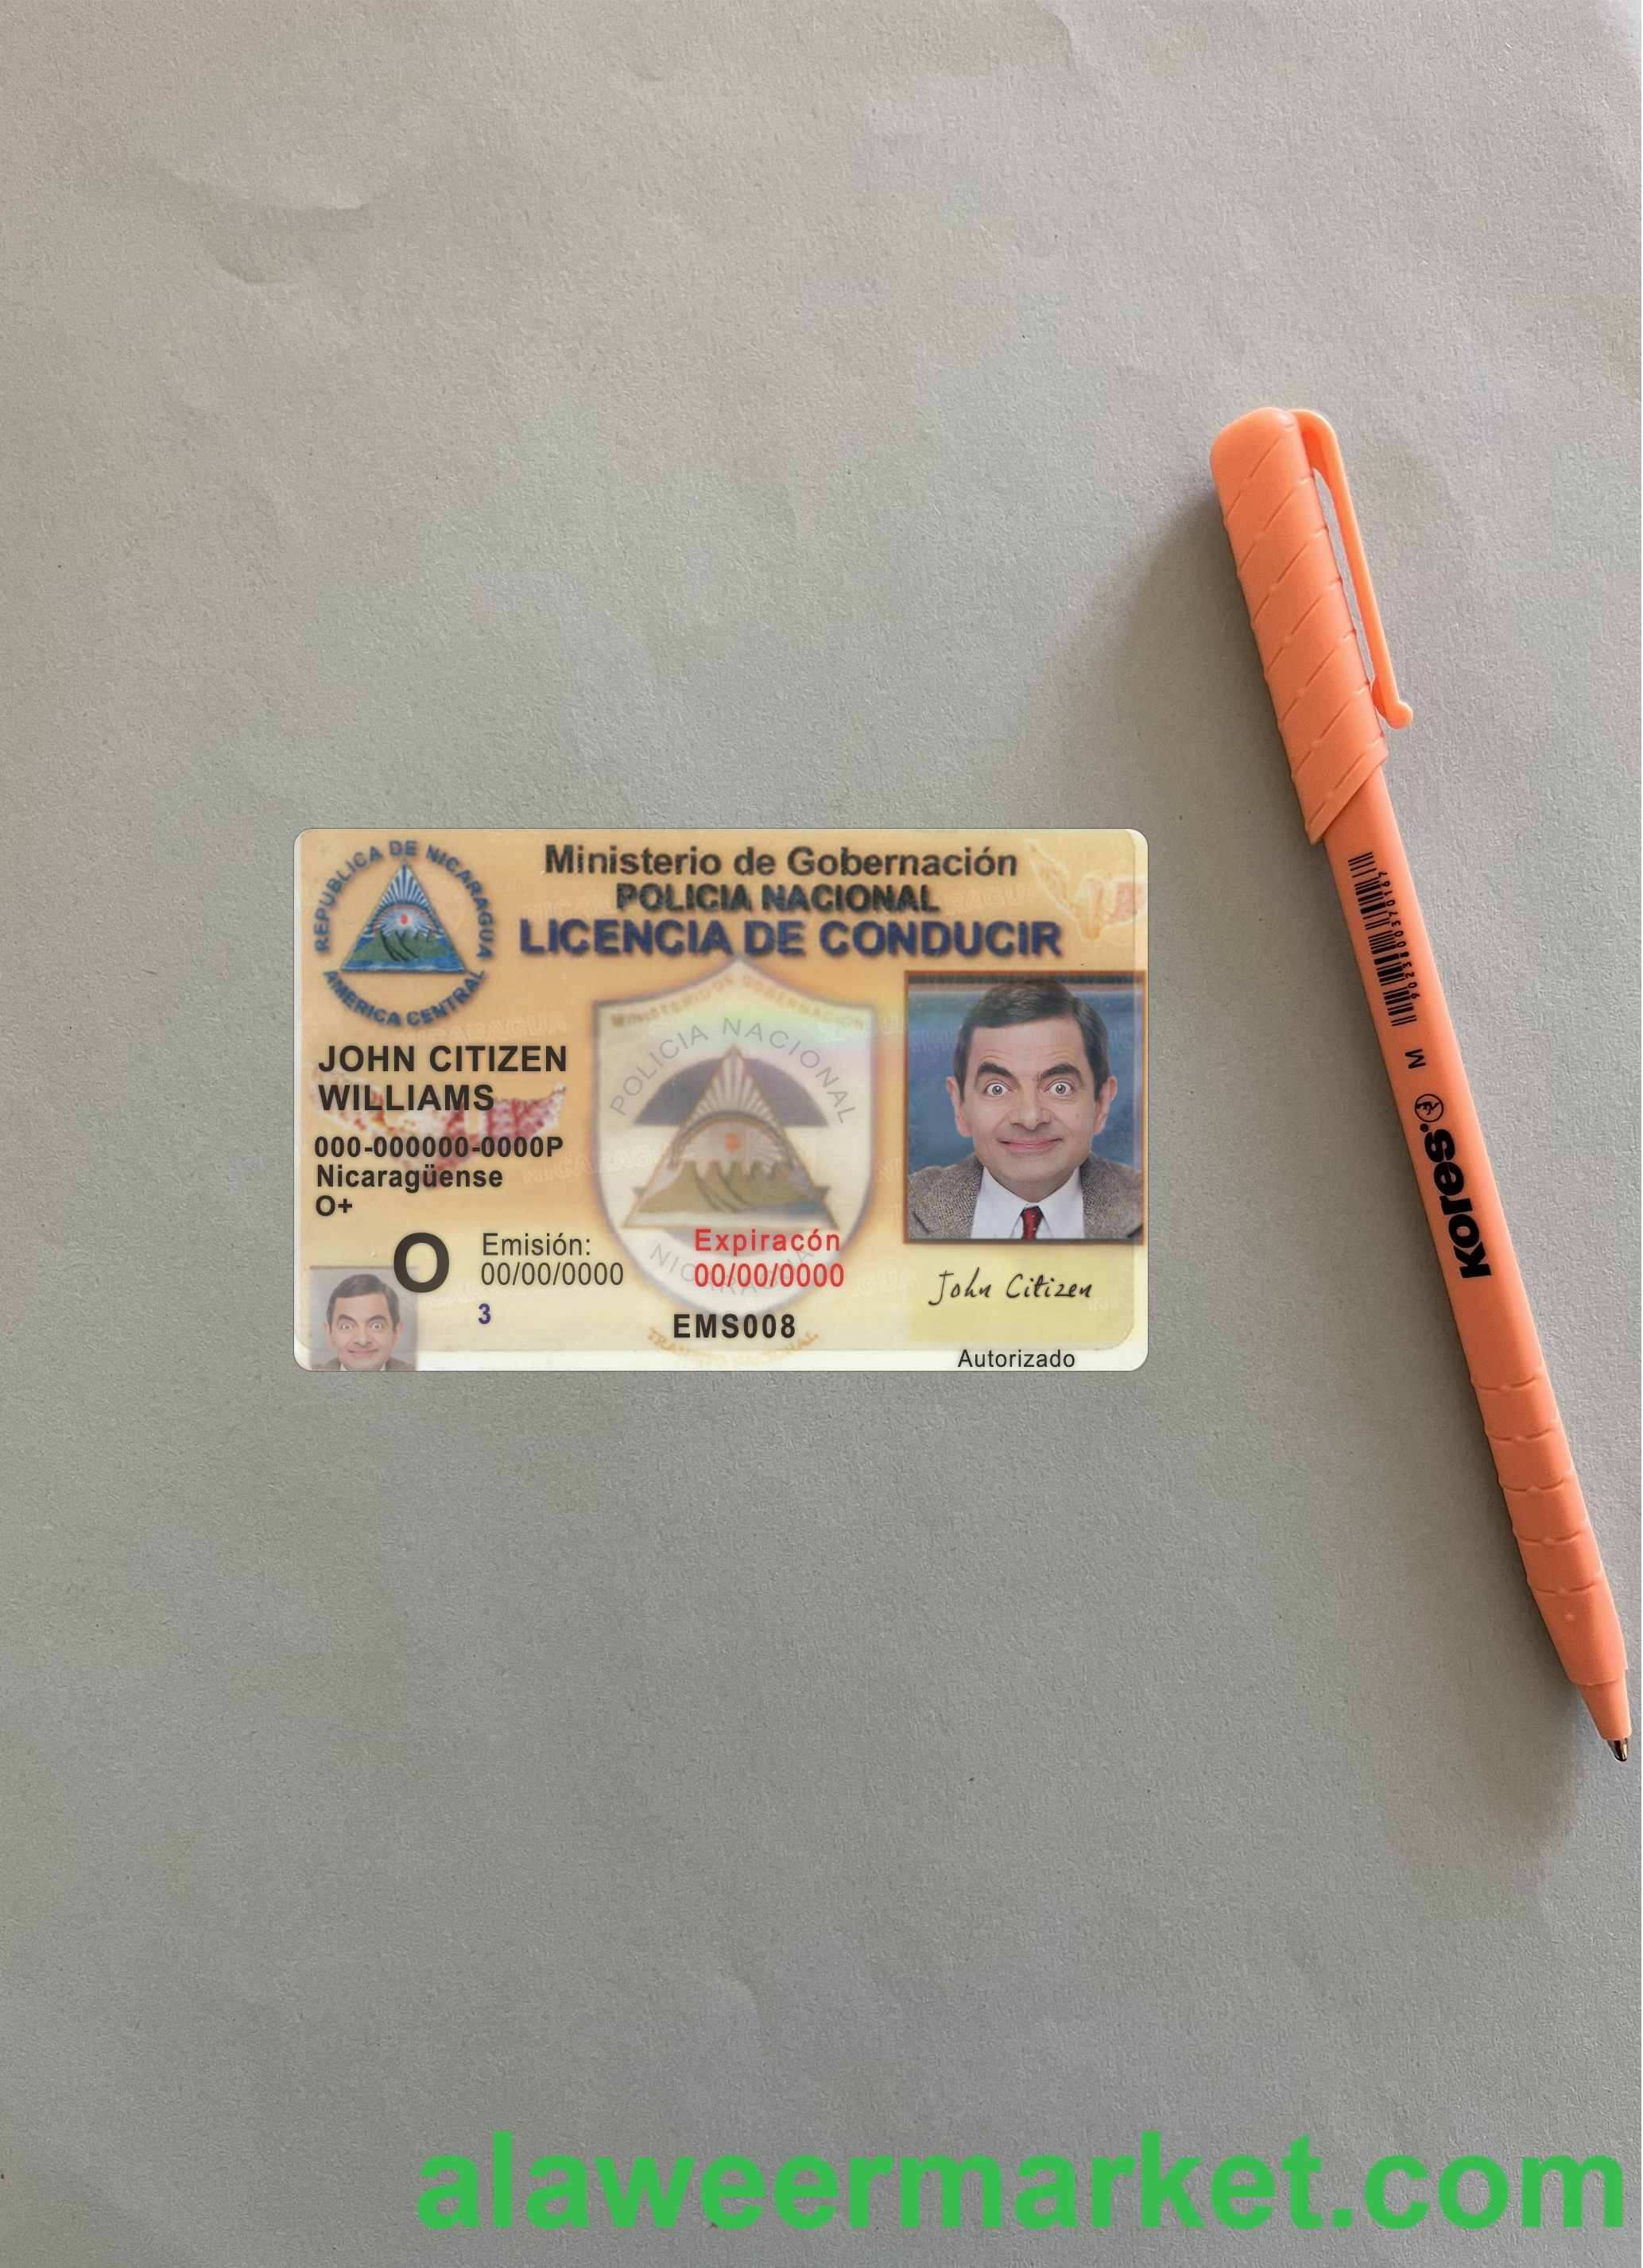 REPUBLICA DE NICARAGUA
AMERICA CENTRAL
Ministerio de Gobernación
POLICIA NACIONAL
LICENCIA DE CONDUCIR
MINISTERIO DE GOBERNACION
POLICIA NACIONAL
NICARAGUA
JOHN CITIZEN
WILLIAMS
000-000000-0000P
Nicaragüense
O+
O
Emisión:
00/00/0000
3
Expiracón
00/00/0000
EMS008
TRANSITO NACIONAL
John Citizen
Autorizado
9023800370187
M
Kores
alaweermarket.com